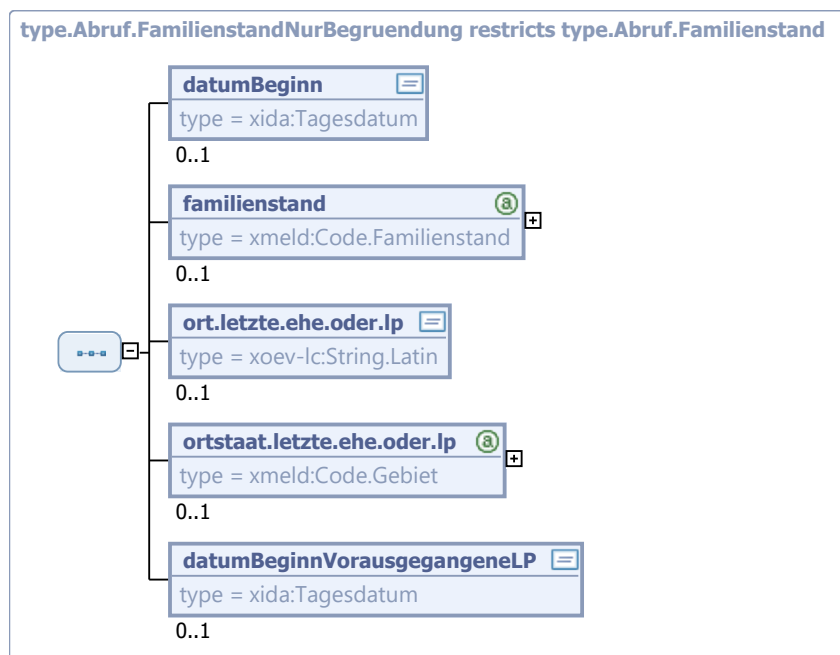 type.Abruf.FamilienstandNurBegruendung restricts type.Abruf.Familienstand
datumBeginn
type = xida:Tagesdatum
0..1
familienstand
type = xmeld:Code.Familienstand
0..1
ort.letzte.ehe.oder.lp
type = xoev-lc:String.Latin
0..1
ortstaat.letzte.ehe.oder.lp
type = xmeld:Code.Gebiet
0..1
datumBeginnVorausgegangeneLP
type = xida:Tagesdatum
0..1